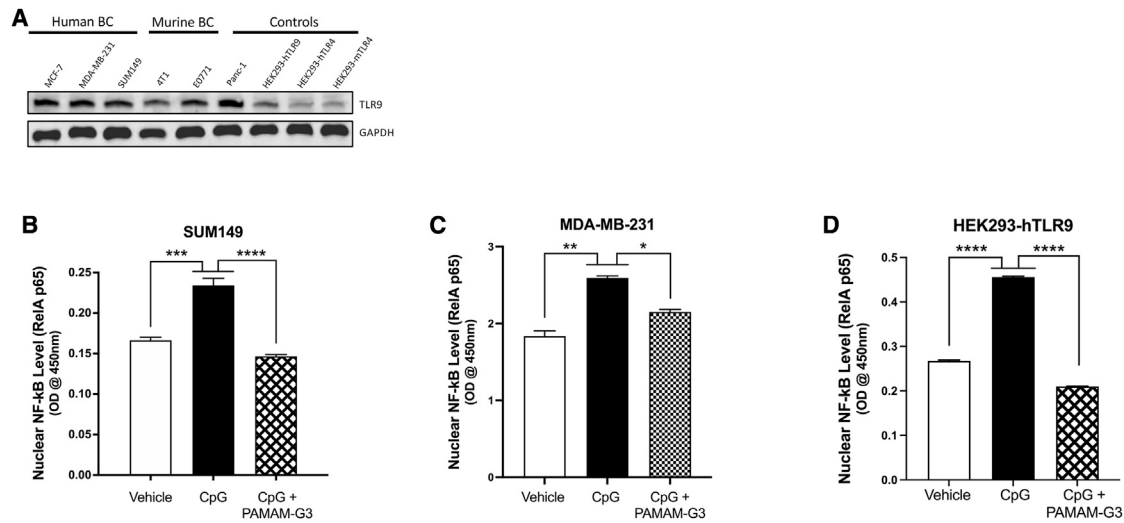 A
Human BC
Murine BC
Controls
MCF-7
MDA-MB-231
SUM149
4T1
E0771
Panc-1
HEK293-hTLR9
HEK293-hTLR4
HEK293-mTLR4
TLR9
GAPDH
B
SUM149
***
****
Nuclear NF-kB Level (RelA p65)
(OD @ 450nm)
0.25
0.20
0.15
0.10
0.05
0.00
Vehicle
CpG
CpG +
PAMAM-G3
C
MDA-MB-231
**
*
Nuclear NF-kB Level (RelA p65)
(OD @ 450nm)
3
2
1
0
Vehicle
CpG
CpG +
PAMAM-G3
D
HEK293-hTLR9
****
****
Nuclear NF-kB Level (RelA p65)
(OD @ 450nm)
0.5
0.4
0.3
0.2
0.1
0.0
Vehicle
CpG
CpG +
PAMAM-G3